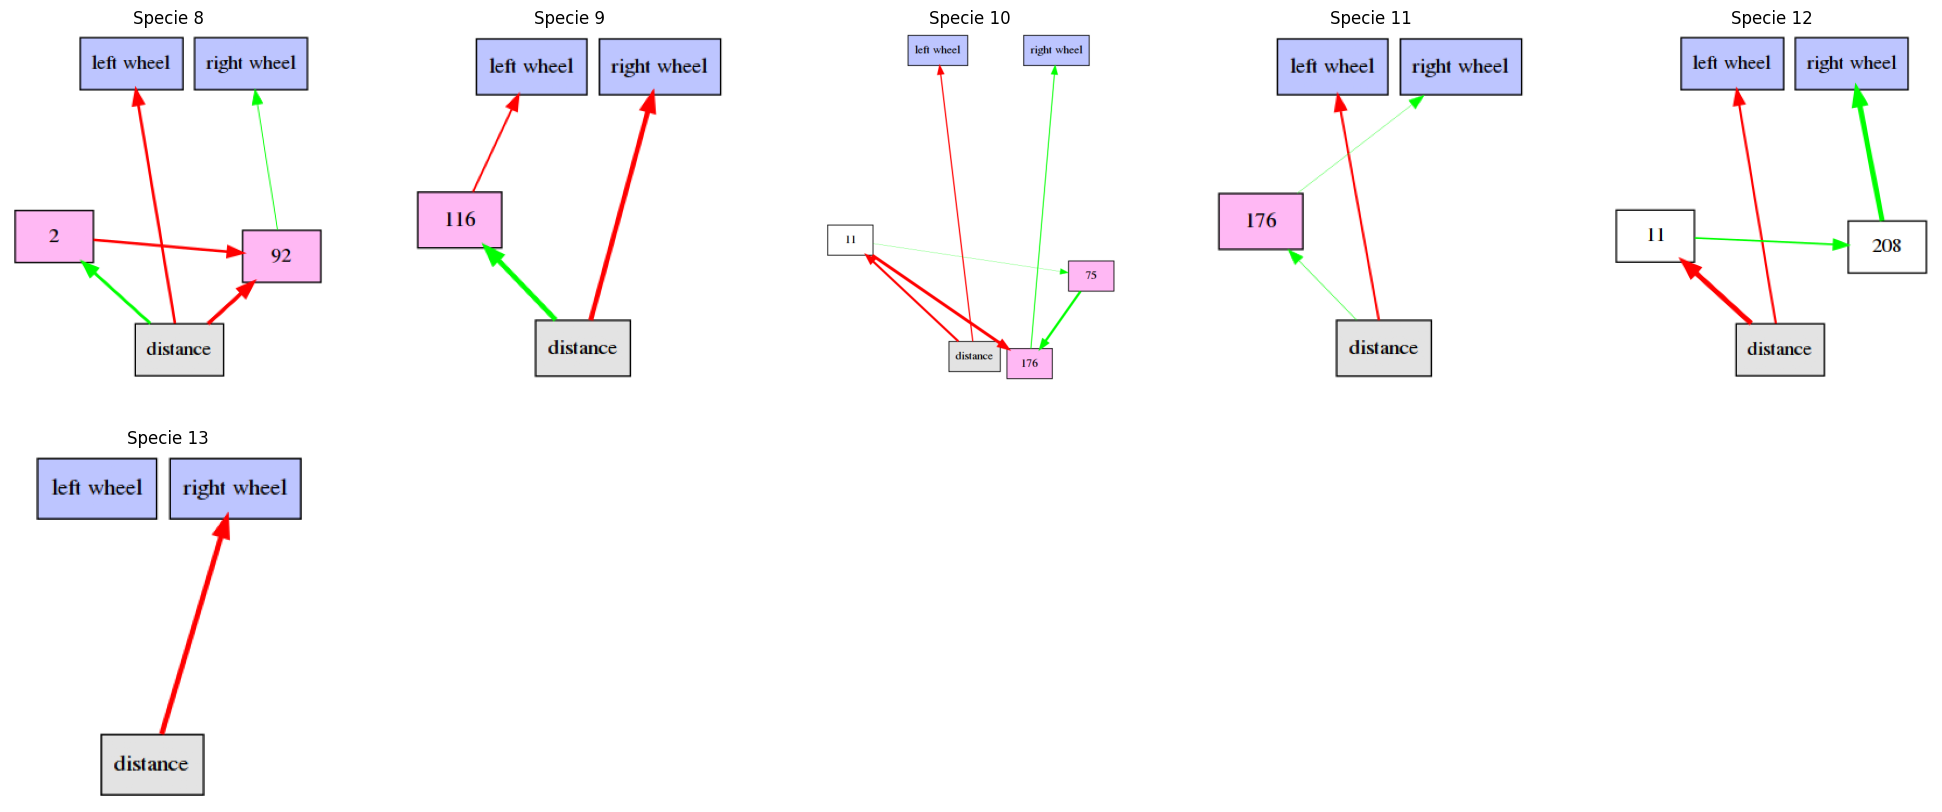 Specie 8
left wheel
right wheel
2
92
distance
Specie 9
left wheel
right wheel
116
distance
Specie 10
left wheel
right wheel
11
75
distance
176
Specie 11
left wheel
right wheel
176
distance
Specie 12
left wheel
right wheel
11
208
distance
Specie 13
left wheel
right wheel
distance